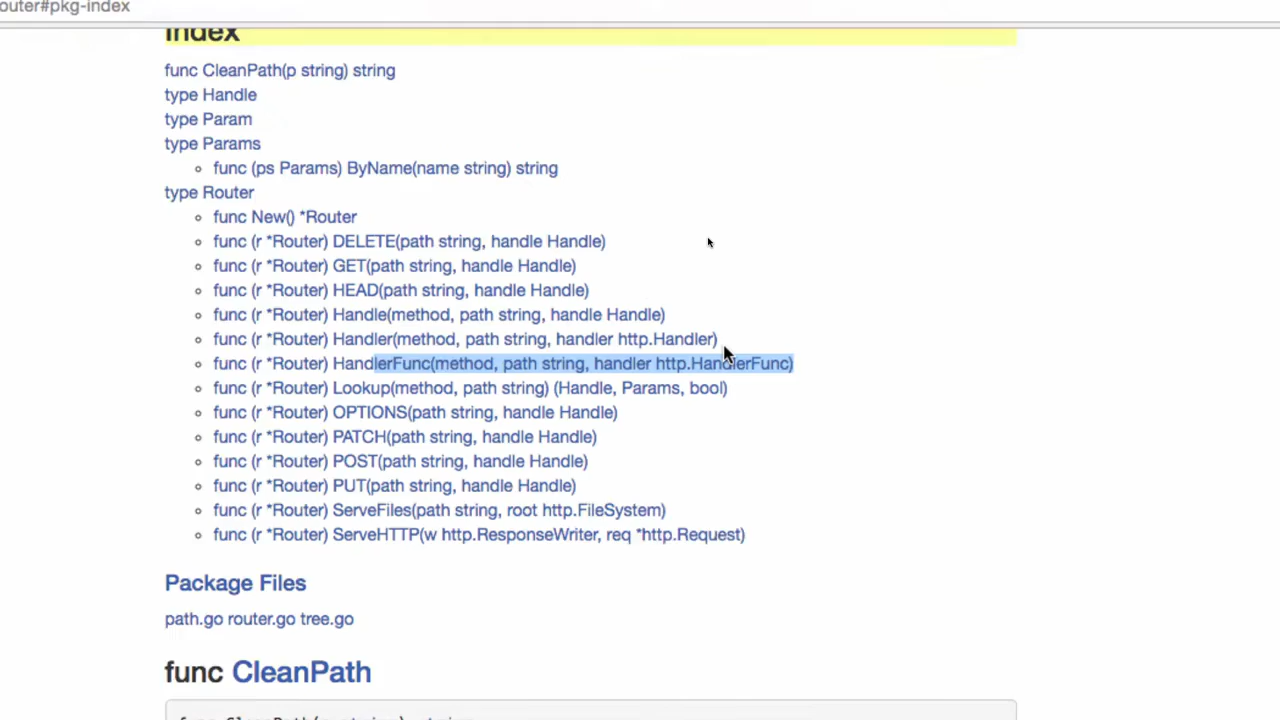 outer#pkg-index
Index
func CleanPath(p string) string
type Handle
type Param
type Params
func (ps Params) ByName(name string) string
type Router
func New() *Router
func (r *Router) DELETE(path string, handle Handle)
func (r *Router) GET(path string, handle Handle)
func (r *Router) HEAD(path string, handle Handle)
func (r *Router) Handle(method, path string, handle Handle)
func (r *Router) Handler(method, path string, handler http.Handler)
func (r *Router) HandlerFunc(method, path string, handler http.HandlerFunc)
func (r *Router) Lookup(method, path string) (Handle, Params, bool)
func (r *Router) OPTIONS(path string, handle Handle)
func (r *Router) PATCH(path string, handle Handle)
func (r *Router) POST(path string, handle Handle)
func (r *Router) PUT(path string, handle Handle)
func (r *Router) ServeFiles(path string, root http.FileSystem)
func (r *Router) ServeHTTP(w http.ResponseWriter, req *http.Request)
Package Files
path.go router.go tree.go
func CleanPath
func CleanPath(p string) string